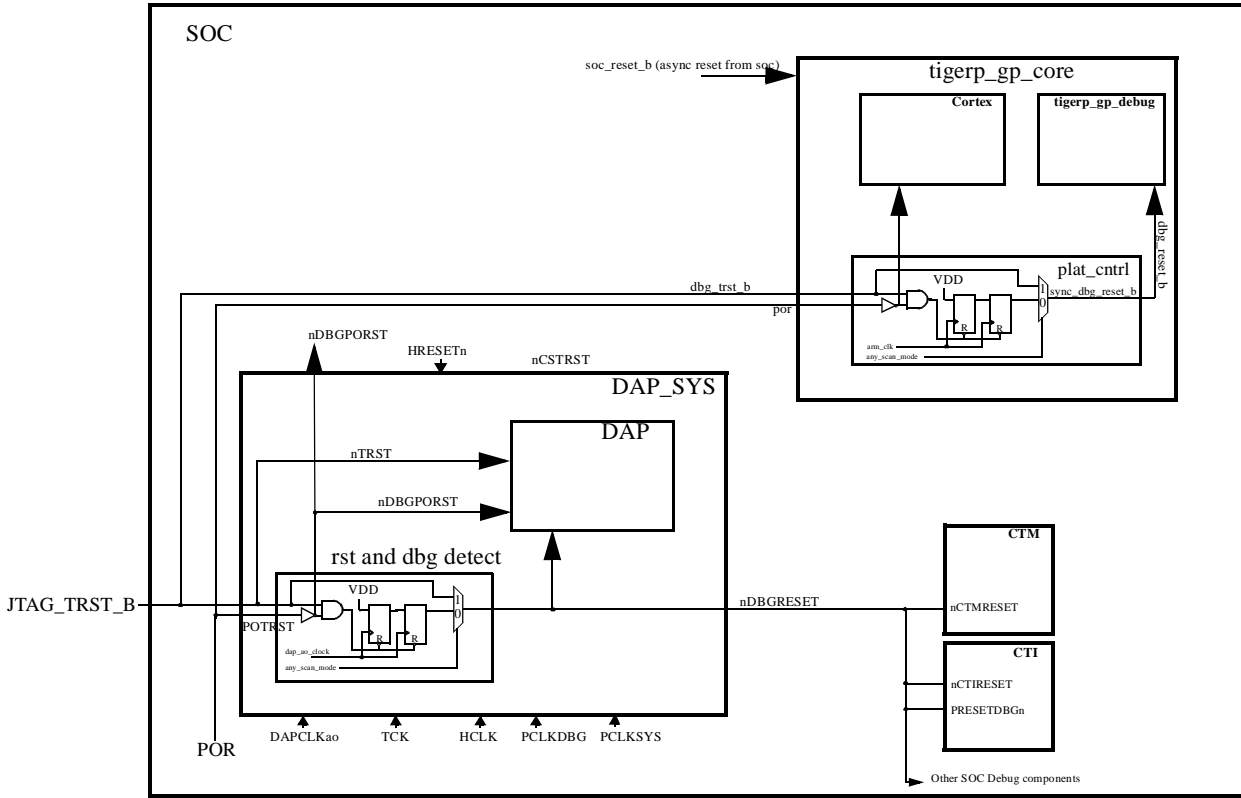 SOC
soc_reset_b (async reset from soc)
tigerp_gp_core
Cortex
tigerp_gp_debug
dbg_reset_b
plat_cntrl
VDD
1
0
sync_dbg_reset_b
R
R
arm_clk
any_scan_mode
dbg_trst_b
por
nDBGPORST
HRESETn
nCSTRST
DAP_SYS
DAP
nTRST
nDBGPORST
rst and dbg detect
VDD
1
0
R
R
dap_ao_clock
any_scan_mode
JTAG_TRST_B
POTRST
nDBGRESET
CTM
nCTMRESET
CTI
nCTIRESET
PRESETDBGn
POR
DAPCLKao
TCK
HCLK
PCLKDBG
PCLKSYS
Other SOC Debug components